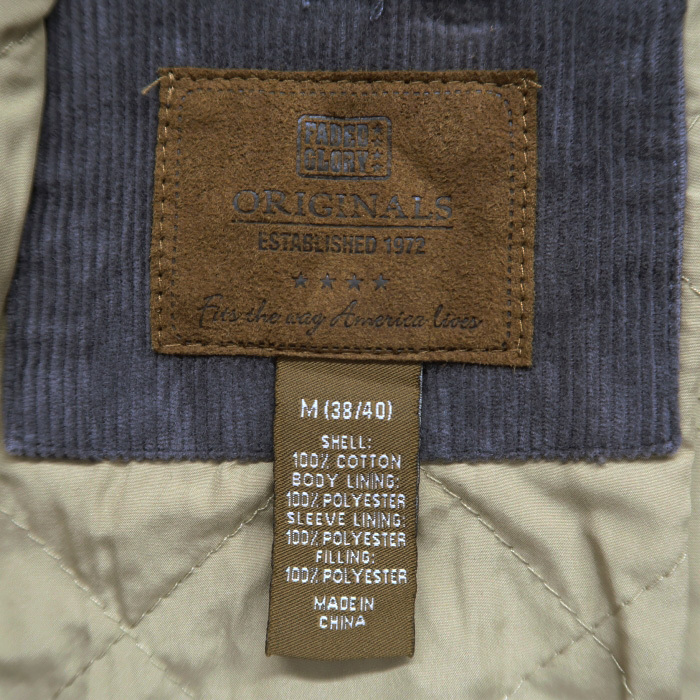 FADED
GLORY
ORIGINALS
ESTABLISHED 1972
Fits the way America lives
M (38/40)
SHELL:
100% COTTON
BODY LINING:
100% POLYESTER
SLEEVE LINING:
100% POLYESTER
FILLING:
100% POLYESTER
MADE IN
CHINA